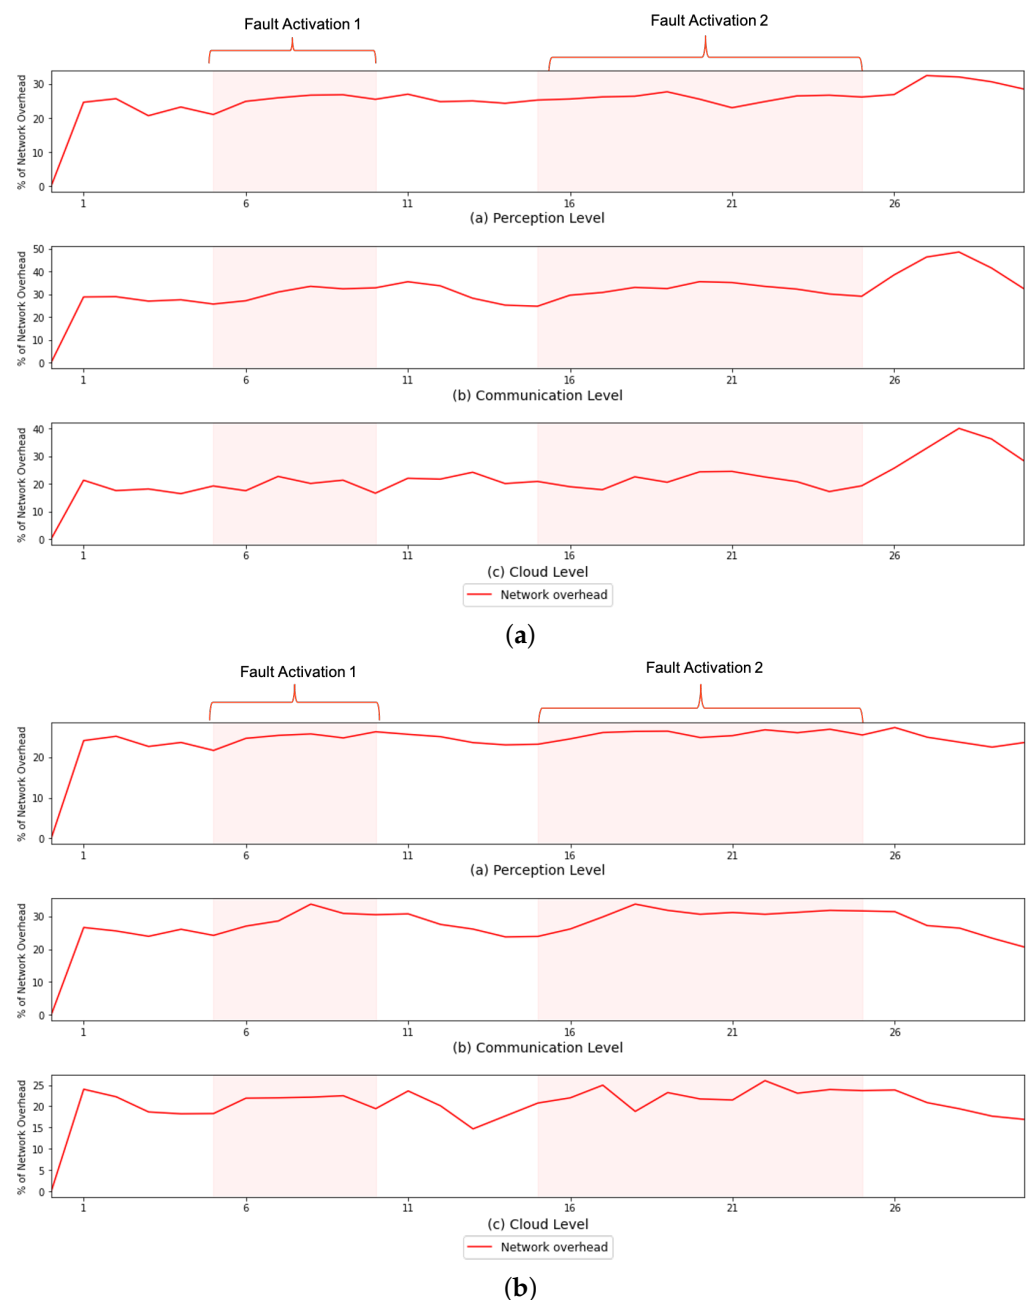 Fault Activation 1
Fault Activation 2
% of Network Overhead
30
20
10
0
1 6 11 16 21 26
(a) Perception Level
% of Network Overhead
50
40
30
20
10
0
1 6 11 16 21 26
(b) Communication Level
% of Network Overhead
40
30
20
10
0
1 6 11 16 21 26
(c) Cloud Level
Network overhead
(a)
Fault Activation 1
Fault Activation 2
% of Network Overhead
20
10
0
1 6 11 16 21 26
(a) Perception Level
% of Network Overhead
30
20
10
0
1 6 11 16 21 26
(b) Communication Level
% of Network Overhead
25
20
15
10
5
0
1 6 11 16 21 26
(c) Cloud Level
Network overhead
(b)